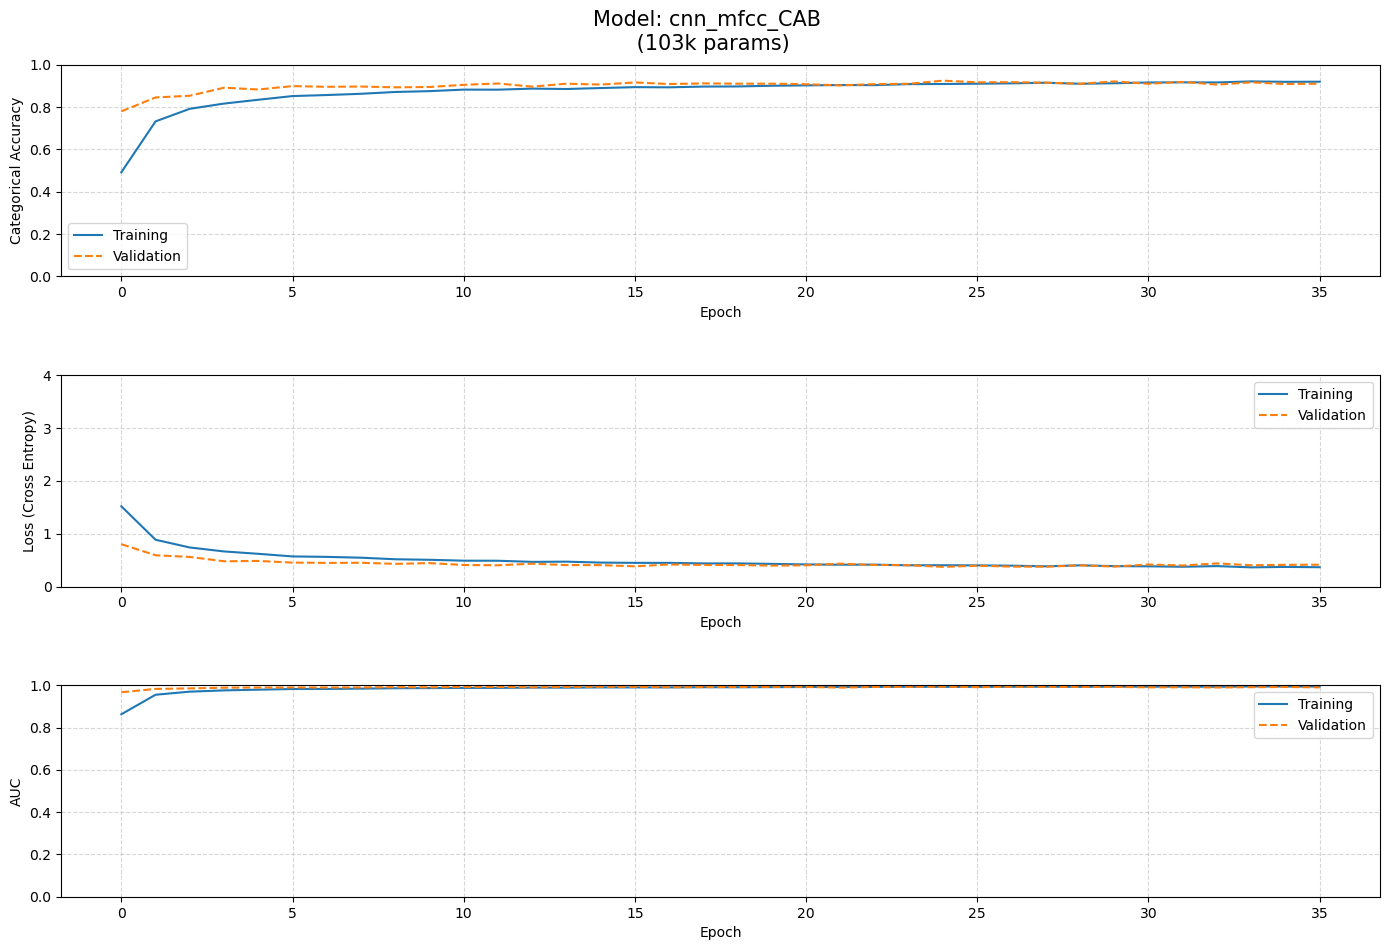 Model: cnn_mfcc_CAB
(103k params)
Categorical Accuracy
1.0
0.8
0.6
0.4
0.2
0.0
Training
Validation
0 5 10 15 20 25 30 35
Epoch
Loss (Cross Entropy)
4
3
2
1
0
Training
Validation
0 5 10 15 20 25 30 35
Epoch
AUC
1.0
0.8
0.6
0.4
0.2
0.0
Training
Validation
0 5 10 15 20 25 30 35
Epoch